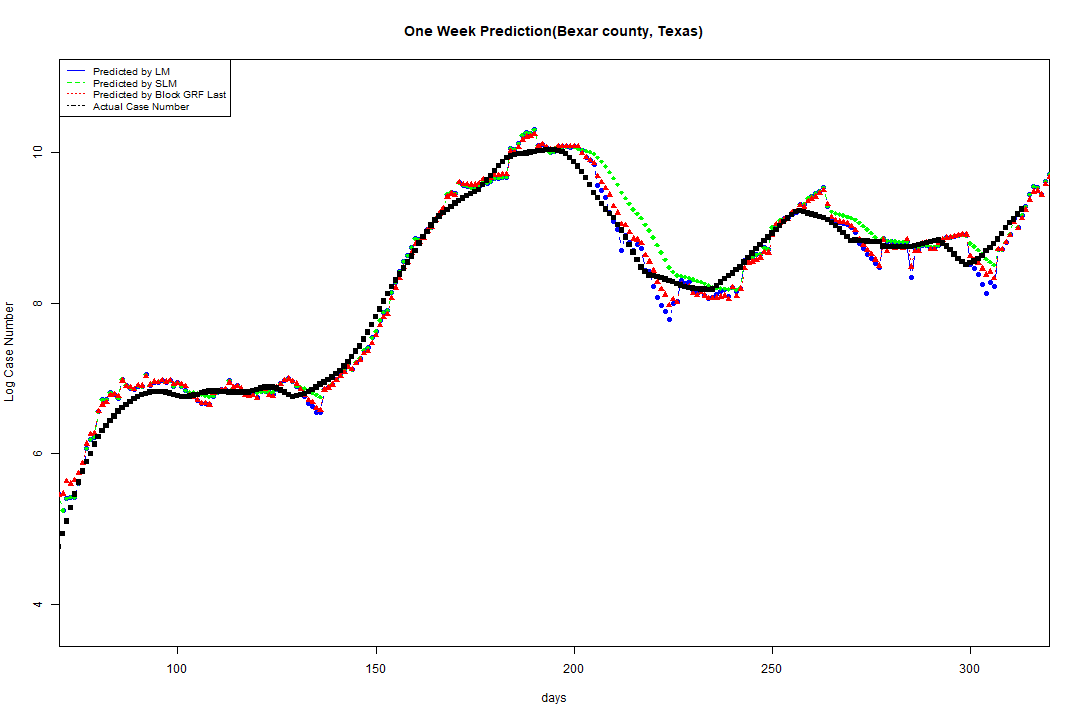 One Week Prediction(Bexar county, Texas)
Predicted by LM
Predicted by SLM
Predicted by Block GRF Last
Actual Case Number
10
8
6
4
Log Case Number
100 150 200 250 300
days